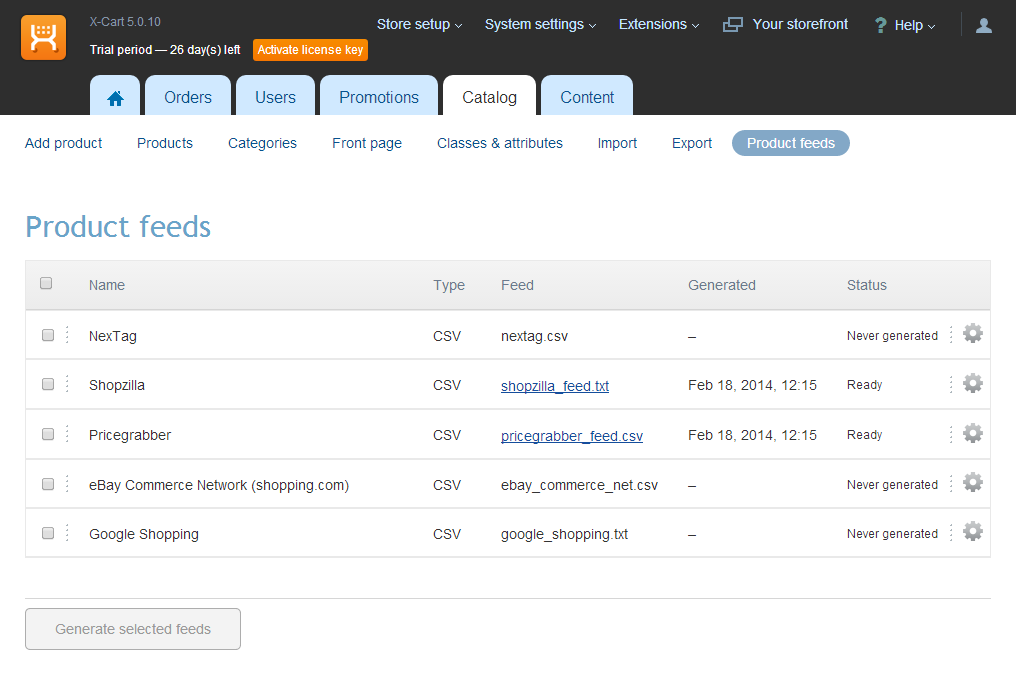 X-Cart 5.0.10
Store setup System settings Extensions Your storefront ? Help
Trial period — 26 day(s) left Activate license key
Orders Users Promotions Catalog Content
Add product Products Categories Front page Classes & attributes Import Export Product feeds
Product feeds
Name Type Feed Generated Status
NexTag CSV nextag.csv – Never generated
Shopzilla CSV shopzilla_feed.txt Feb 18, 2014, 12:15 Ready
Pricegrabber CSV pricegrabber_feed.csv Feb 18, 2014, 12:15 Ready
eBay Commerce Network (shopping.com) CSV ebay_commerce_net.csv – Never generated
Google Shopping CSV google_shopping.txt – Never generated
Generate selected feeds